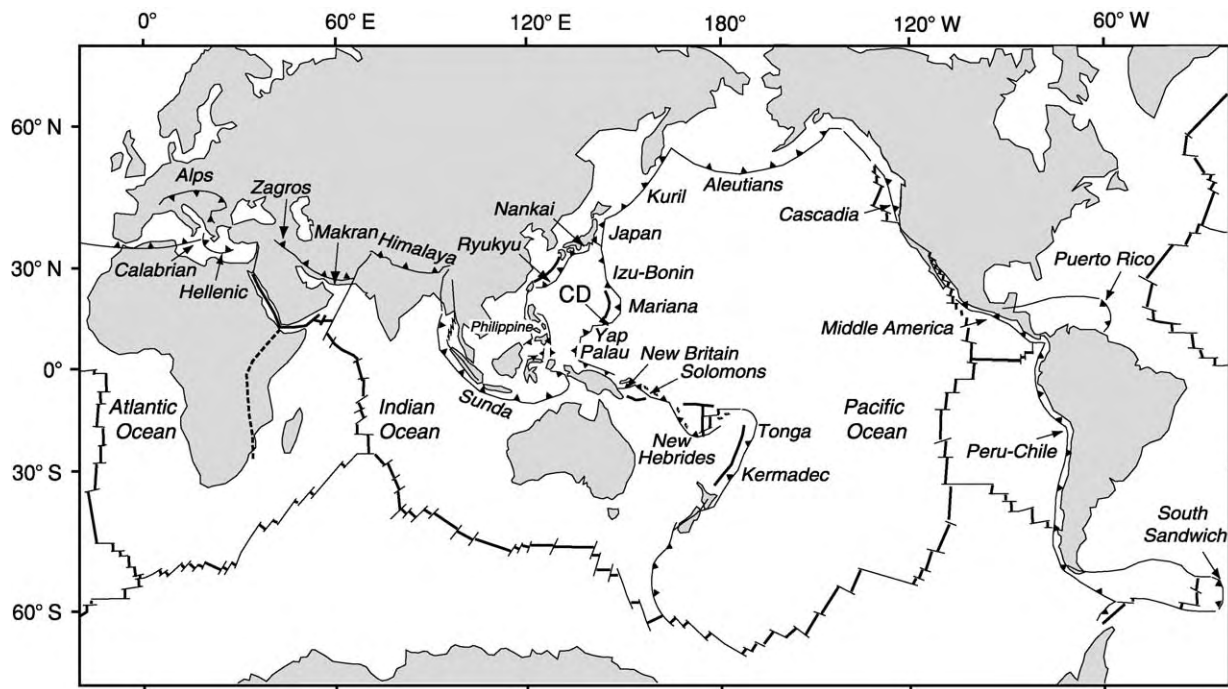 0° 60° E 120° E 180° 120° W 60° W
60° N
Alps
Zagros
Kuril
Aleutians
Nankai
Cascadia
Makran
Himalaya
Ryukyu
Japan
30° N
Calabrian
Hellenic
Izu-Bonin
Puerto Rico
CD
Mariana
Philippine
Yap
Middle America
Palau
New Britain
0°
Solomons
Sunda
Atlantic
Ocean
Indian
Ocean
Pacific
Ocean
New
Hebrides
Tonga
Peru-Chile
30° S
Kermadec
South
Sandwich
60° S